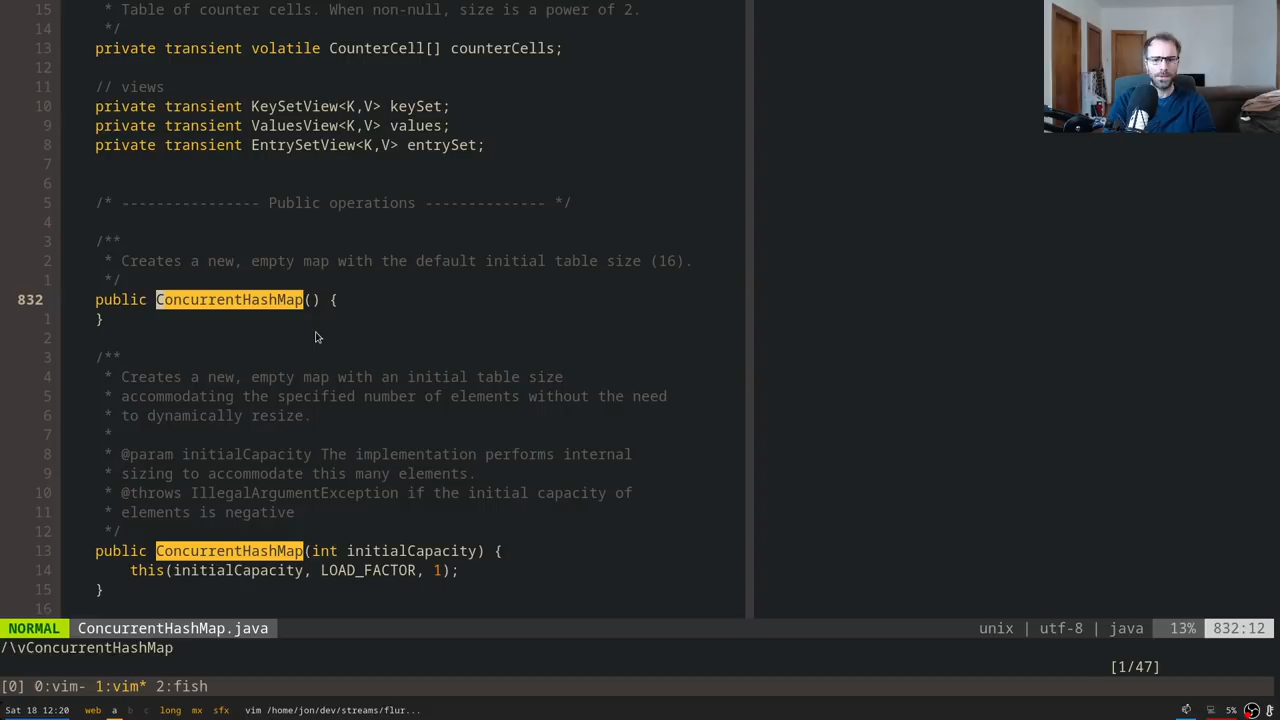 15 * Table of counter cells. When non-null, size is a power of 2.
14 */
13 private transient volatile CounterCell[] counterCells;
12
11 // views
10 private transient KeySetView<K,V> keySet;
9 private transient ValuesView<K,V> values;
8 private transient EntrySetView<K,V> entrySet;
7
6
5 /* ---------------- Public operations -------------- */
4
3 /**
2 * Creates a new, empty map with the default initial table size (16).
1 */
832 public ConcurrentHashMap() {
1 }
2
3 /**
4 * Creates a new, empty map with an initial table size
5 * accommodating the specified number of elements without the need
6 * to dynamically resize.
7 *
8 * @param initialCapacity The implementation performs internal
9 * sizing to accommodate this many elements.
10 * @throws IllegalArgumentException if the initial capacity of
11 * elements is negative
12 */
13 public ConcurrentHashMap(int initialCapacity) {
14 this(initialCapacity, LOAD_FACTOR, 1);
15 }
16
NORMAL ConcurrentHashMap.java unix | utf-8 | java 13% 832:12
/\vConcurrentHashMap
[1/47]
[0] 0:vim- 1:vim* 2:fish
Sat 18 12:20 web a b c long mx sfx vim /home/jon/dev/streams/flur... 5%